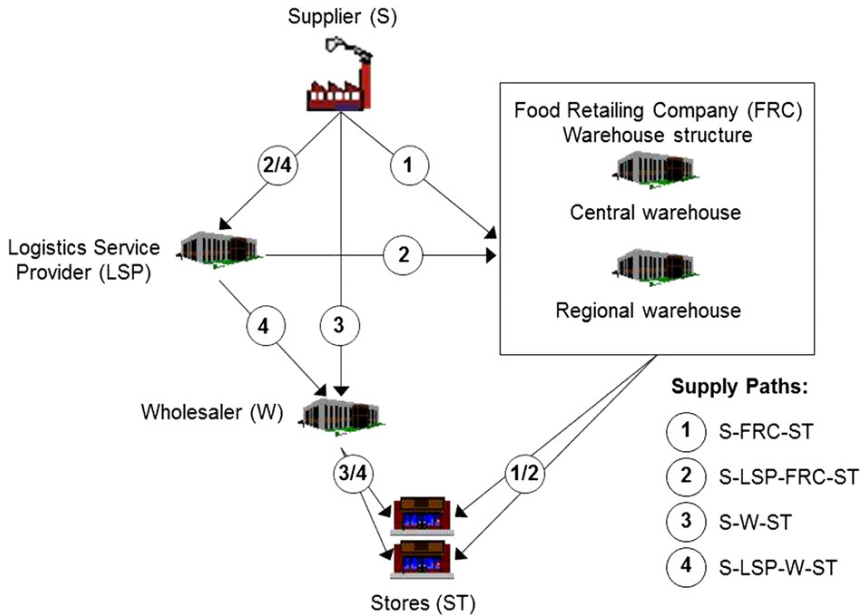 Supplier (S)
Food Retailing Company (FRC)
Warehouse structure
2/4
1
Central warehouse
Logistics Service
Provider (LSP)
2
Regional warehouse
4
3
Supply Paths:
Wholesaler (W)
1 S-FRC-ST
3/4
1/2
2 S-LSP-FRC-ST
3 S-W-ST
4 S-LSP-W-ST
Stores (ST)